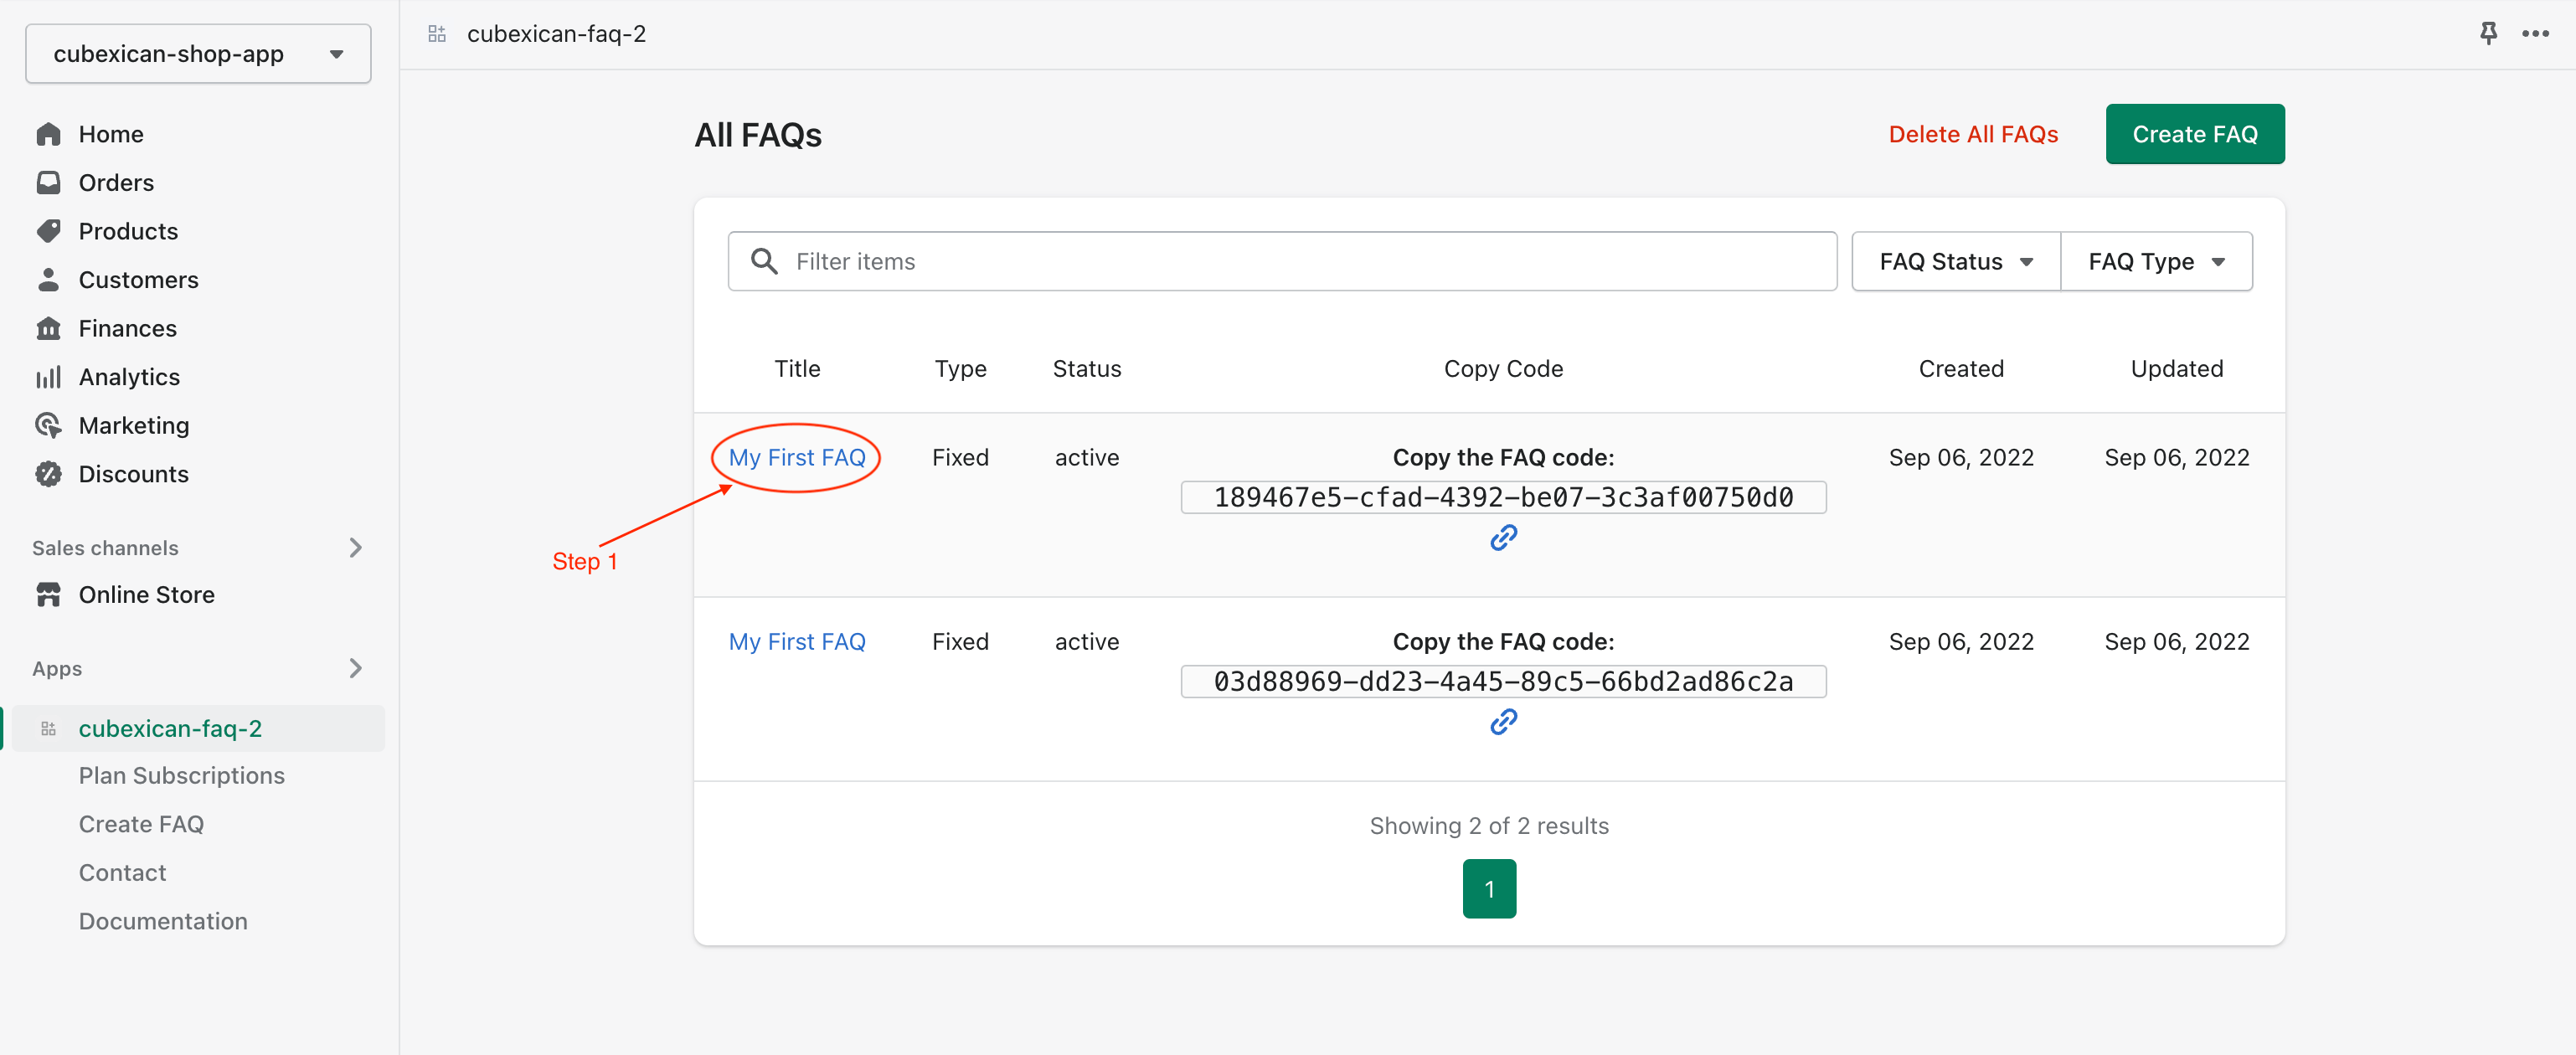 cubexican-shop-app
Home
Orders
Products
Customers
Finances
Analytics
Marketing
Discounts
Sales channels
Online Store
Apps
cubexican-faq-2
Plan Subscriptions
Create FAQ
Contact
Documentation
cubexican-faq-2
All FAQs
Delete All FAQs
Create FAQ
Filter items
FAQ Status
FAQ Type
Title Type Status Copy Code Created Updated
My First FAQ Fixed active Copy the FAQ code: Sep 06, 2022 Sep 06, 2022
189467e5-cfad-4392-be07-3c3af00750d0
Step 1
My First FAQ Fixed active Copy the FAQ code: Sep 06, 2022 Sep 06, 2022
03d88969-dd23-4a45-89c5-66bd2ad86c2a
Showing 2 of 2 results
1